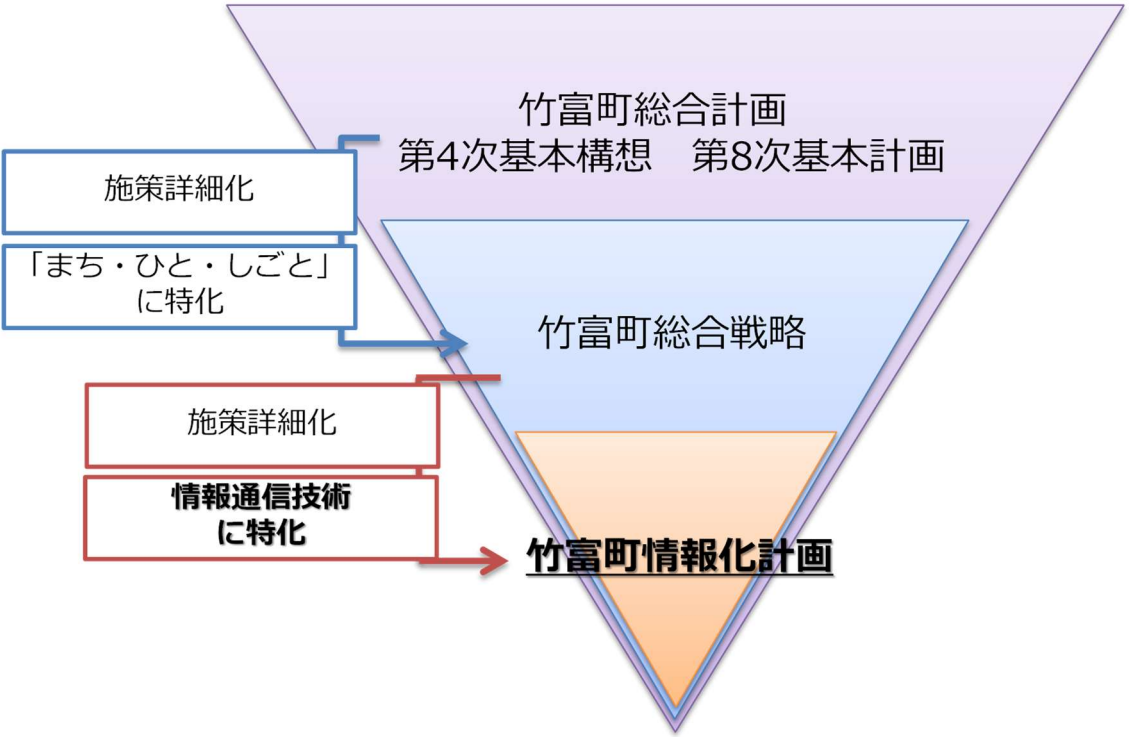 竹富町総合計画
第4次基本構想　第8次基本計画
施策詳細化
「まち・ひと・しごと」
に特化
竹富町総合戦略
施策詳細化
情報通信技術
に特化
竹富町情報化計画